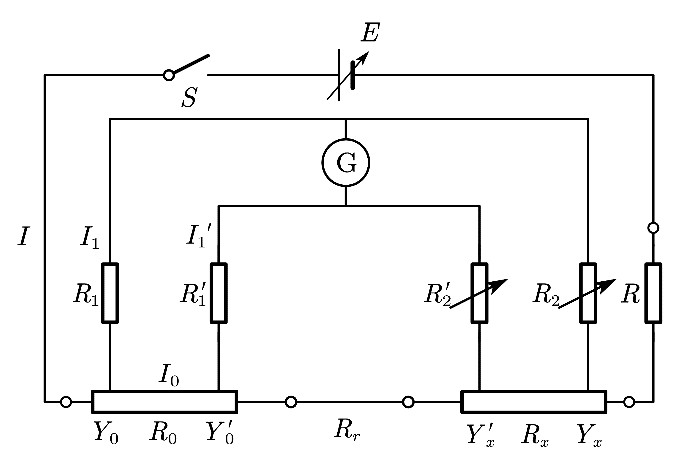 E
S
G
I
I₁
I₁′
R₁
R₁′
R₂′
R₂
R
I₀
Y₀
R₀
Y₀′
Rᵣ
Yₓ′
Rₓ
Yₓ